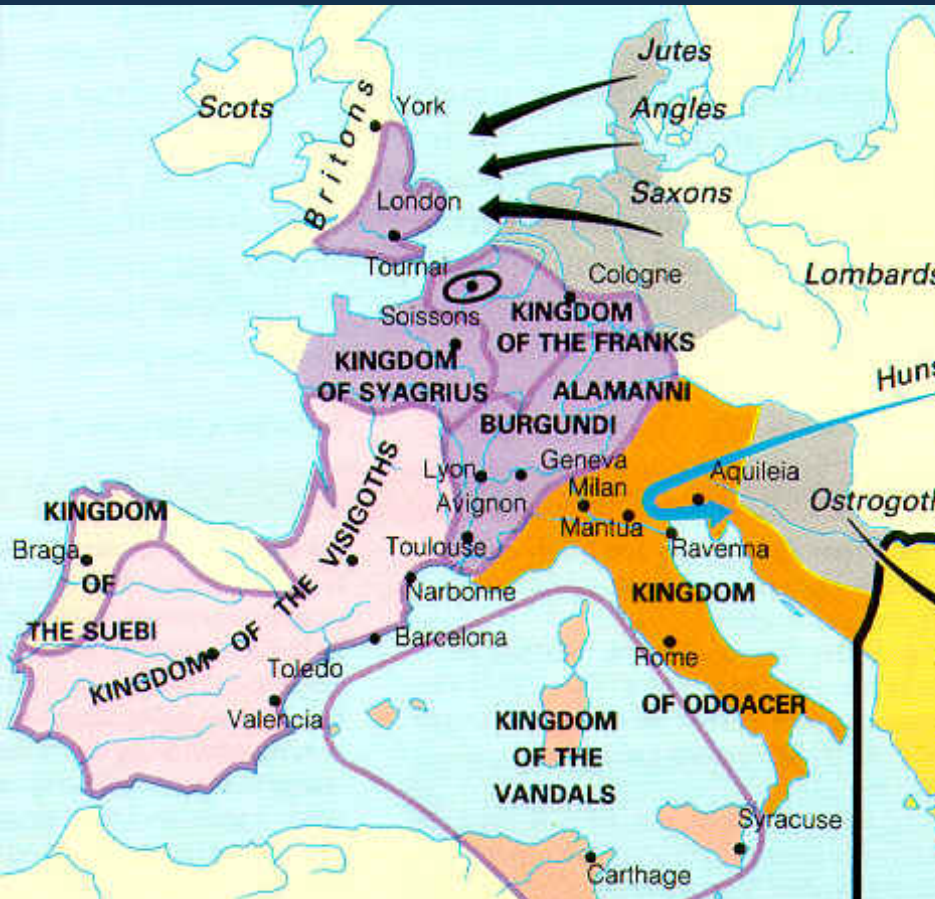 Jutes
Scots
York
Angles
Britons
Saxons
London
Tournai
Cologne
Lombards
Soissons
KINGDOM
OF THE FRANKS
KINGDOM
OF SYAGRIUS
Huns
ALAMANNI
BURGUNDI
Lyon
Geneva
Aquileia
Milan
Avignon
Ostrogoth
KINGDOM
OF
THE SUEBI
Mantua
Braga
Toulouse
Ravenna
KINGDOM OF THE VISIGOTHS
Narbonne
KINGDOM
OF ODOACER
Barcelona
Rome
Toledo
Valencia
KINGDOM
OF THE
VANDALS
Syracuse
Carthage